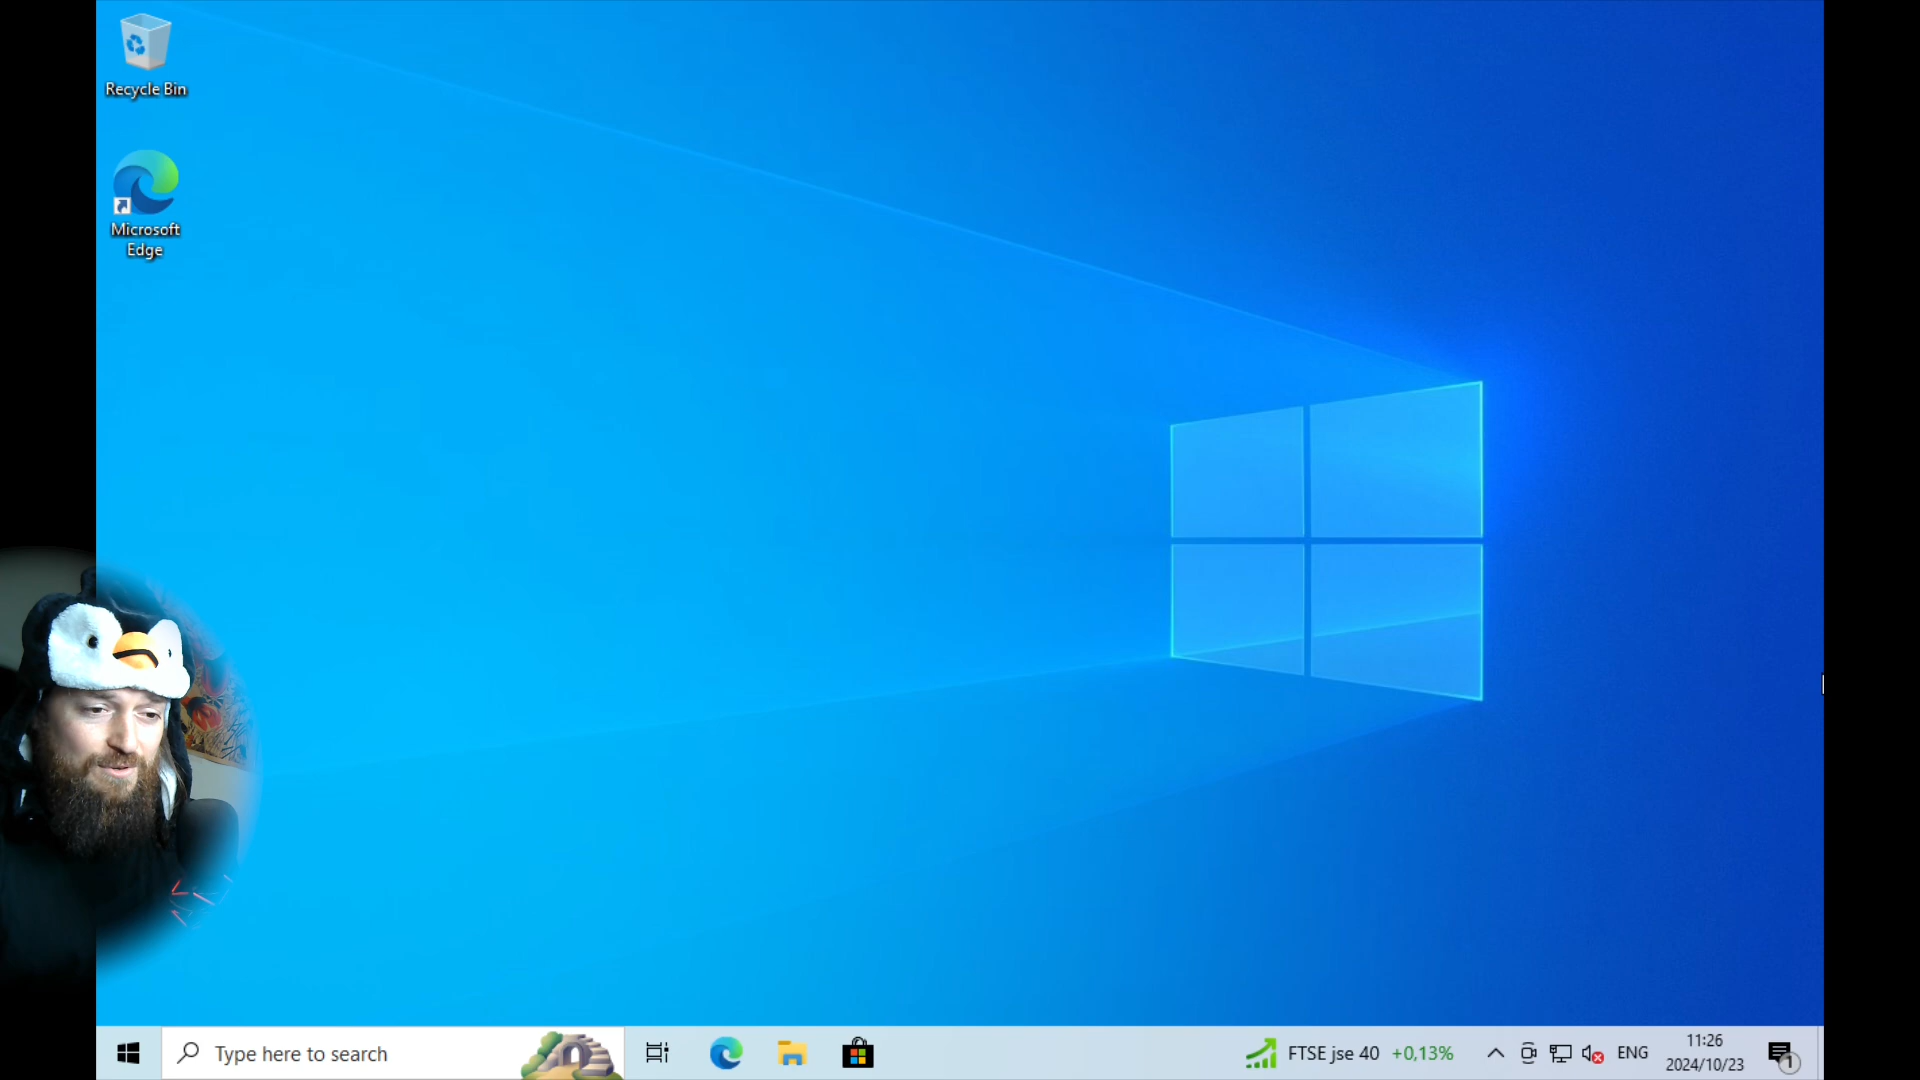 Recycle Bin
Microsoft
Edge
Type here to search
FTSE jse 40 +0,13%
ENG
11:26
2024/10/23
1